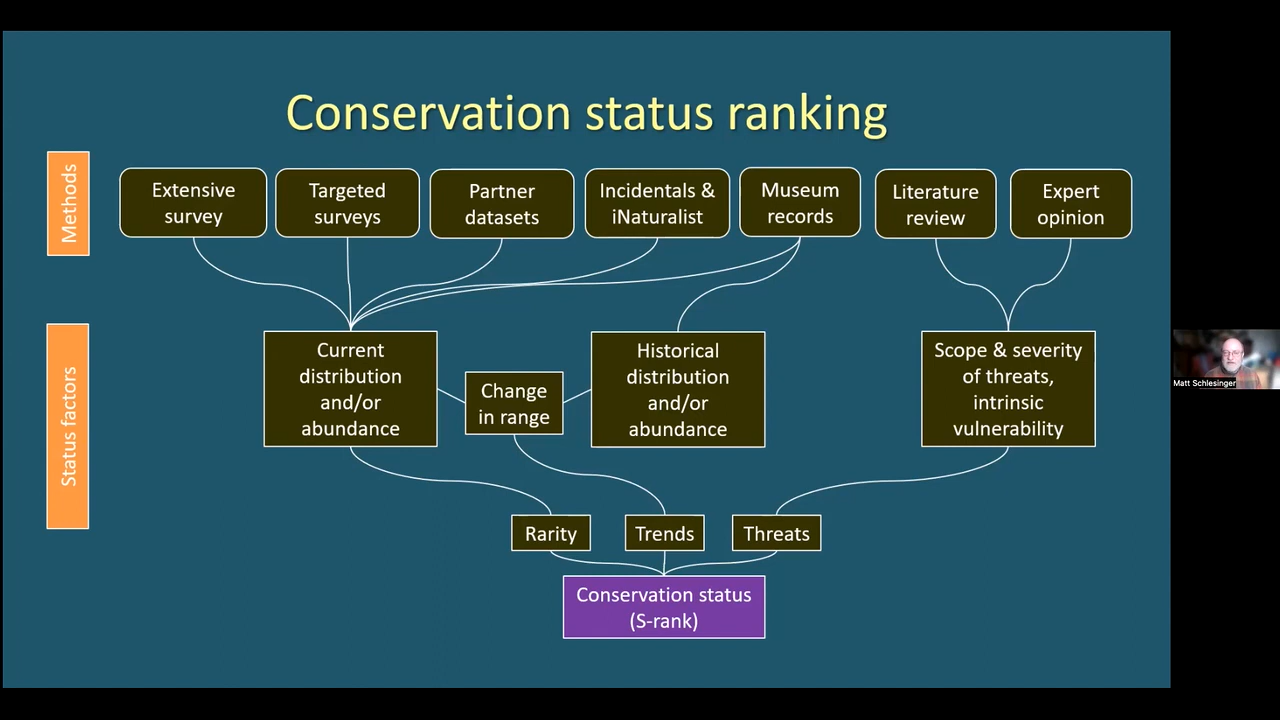 Conservation status ranking
Methods
Extensive
survey
Targeted
surveys
Partner
datasets
Incidentals &
iNaturalist
Museum
records
Literature
review
Expert
opinion
Status factors
Current
distribution
and/or
abundance
Change
in range
Historical
distribution
and/or
abundance
Scope & severity
of threats,
intrinsic
vulnerability
Rarity
Trends
Threats
Conservation status
(S-rank)
Matt Schlesinger